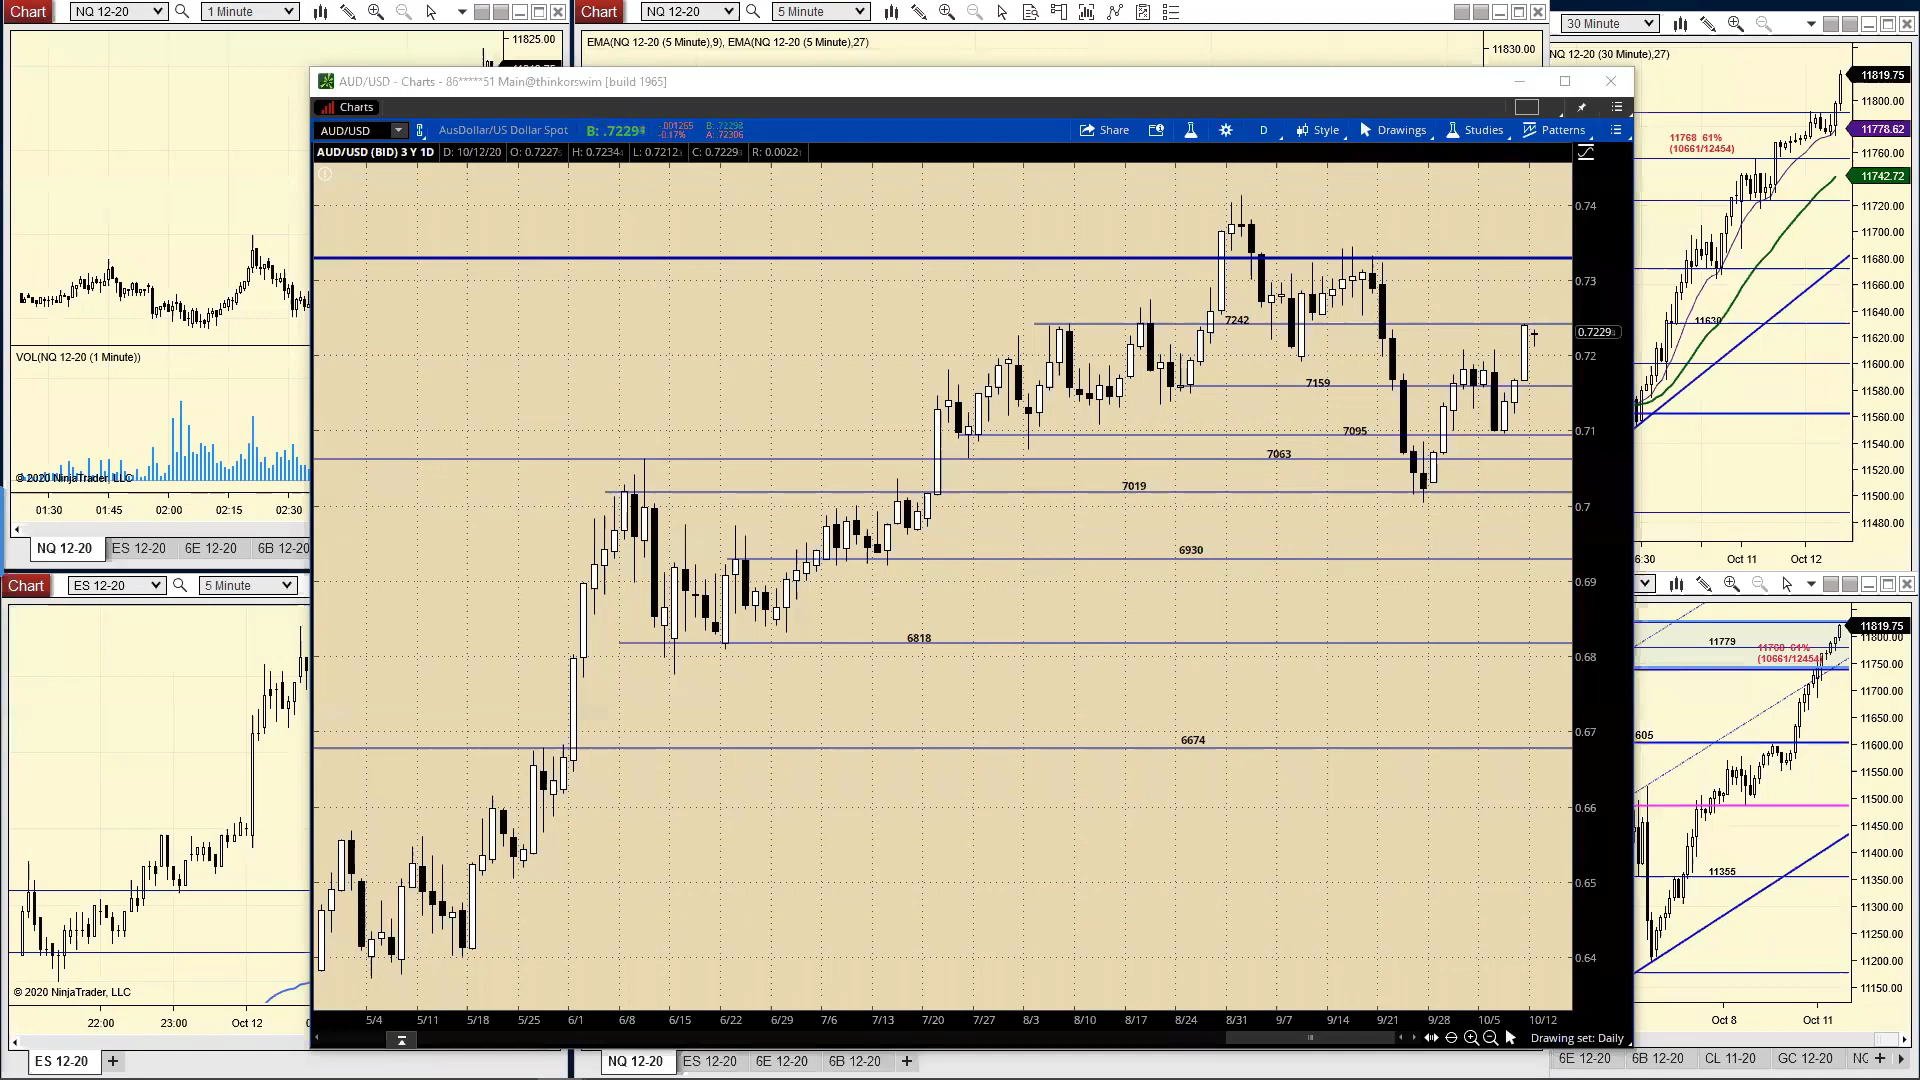 Chart NQ 12-20 1 Minute
Chart NQ 12-20 5 Minute
30 Minute
11825.00
EMA(NQ 12-20 (5 Minute),9), EMA(NQ 12-20 (5 Minute),27)
11830.00
NQ 12-20 (30 Minute),27)
AUD/USD - Charts - 86*****51 Main@thinkorswim [build 1965]
11819.75
11800.00
Charts
AUD/USD AusDollar/US Dollar Spot B: .7229 -.001265 -0.17% B: .72298 A: .72306 Share D Style Drawings Studies Patterns
11778.62
11768 61%
(10661/12454)
AUD/USD (BID) 3 Y 1D D: 10/12/20 O: 0.7227 H: 0.7234 L: 0.7212 C: 0.7229 R: 0.0022
11760.00
11742.72
11720.00
11700.00
11680.00
11660.00
11640.00
11630
11620.00
11600.00
11580.00
11560.00
11540.00
11520.00
11500.00
11480.00
6:30 Oct 11 Oct 12
0.74
0.73
0.7229
0.72
0.71
0.7
0.69
0.68
0.67
0.66
0.65
0.64
7242
7159
7095
7063
7019
6930
6818
6674
5/4 5/11 5/18 5/25 6/1 6/8 6/15 6/22 6/29 7/6 7/13 7/20 7/27 8/3 8/10 8/17 8/24 8/31 9/7 9/14 9/21 9/28 10/5 10/12
Drawing set: Daily
VOL(NQ 12-20 (1 Minute))
© 2020 NinjaTrader, LLC
01:30 01:45 02:00 02:15 02:30
NQ 12-20 ES 12-20 6E 12-20 6B 12-20
Chart ES 12-20 5 Minute
© 2020 NinjaTrader, LLC
22:00 23:00 Oct 12
ES 12-20 +
NQ 12-20 ES 12-20 6E 12-20 6B 12-20 +
11819.75
11800.00
11779
11768 61%
(10661/12454)
11750.00
11700.00
11650.00
605
11600.00
11550.00
11500.00
11450.00
11400.00
11355
11350.00
11300.00
11250.00
11200.00
11150.00
Oct 8 Oct 11
6E 12-20 6B 12-20 CL 11-20 GC 12-20 +